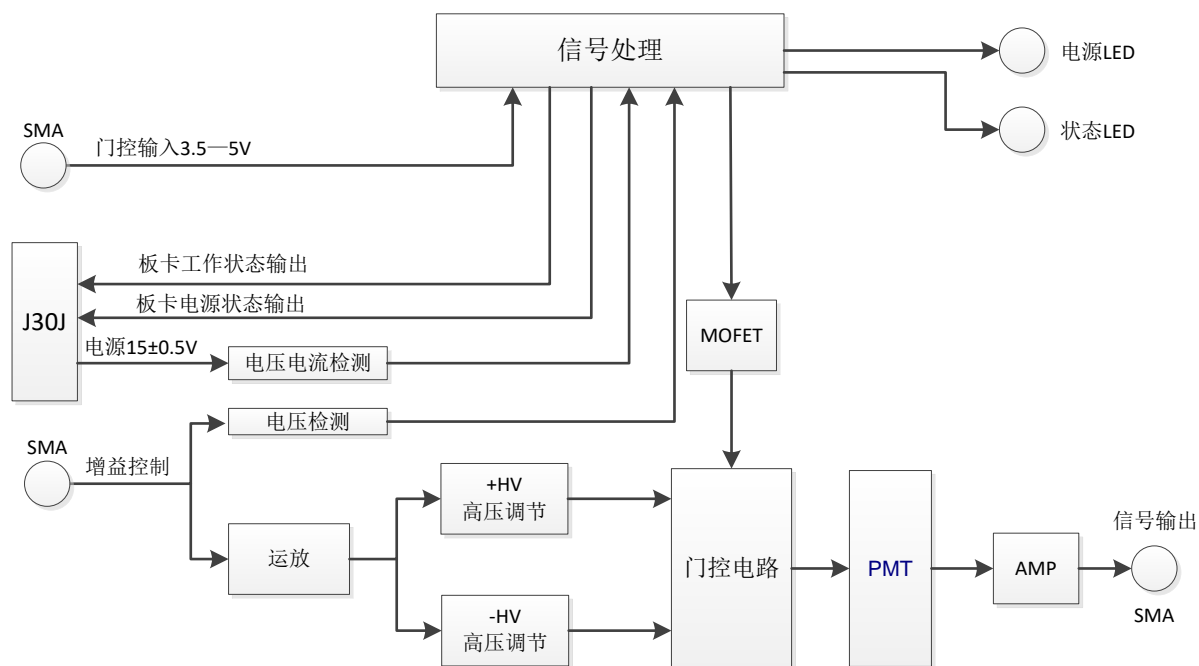 信号处理
电源LED
状态LED
SMA
门控输入3.5—5V
板卡工作状态输出
J30J
板卡电源状态输出
电源15±0.5V
电压电流检测
MOFET
电压检测
SMA
增益控制
+HV
高压调节
运放
-HV
高压调节
门控电路
PMT
AMP
信号输出
SMA